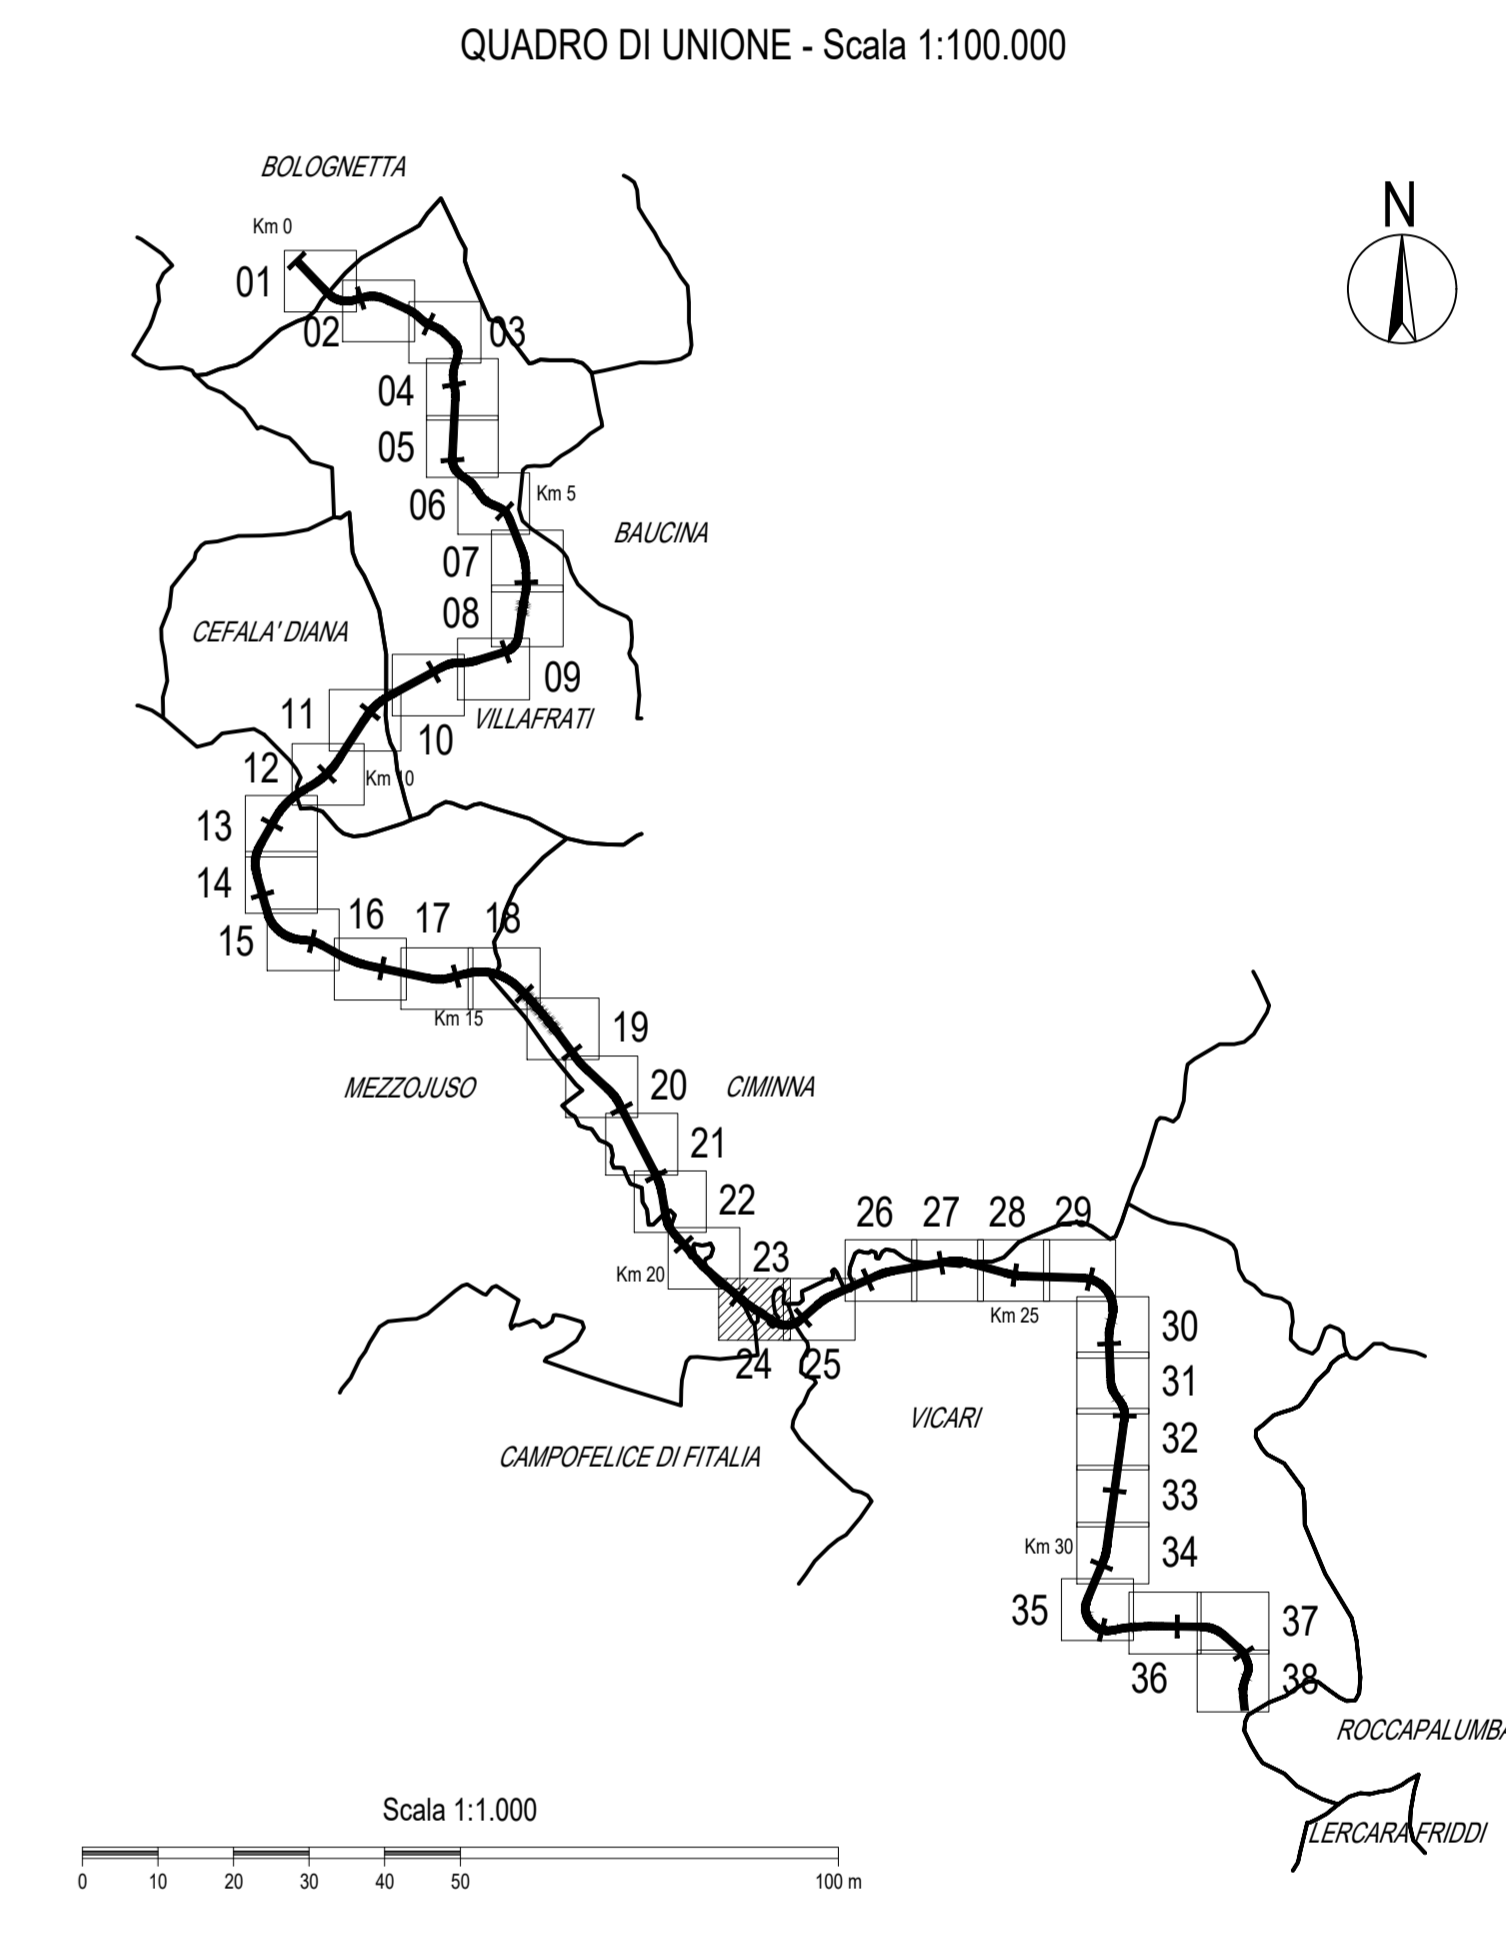 QUADRO DI UNIONE - Scala 1:100.000
BOLOGNETTA
N
Km 0
01
02
03
04
05
06
Km 5
BAUCINA
07
08
CEFALA' DIANA
09
11
VILLAFRATI
10
12
Km 10
13
14
15
16
17
18
Km 15
19
MEZZOJUSO
20
CIMINNA
21
22
26
27
28
29
23
Km 20
Km 25
30
24
25
31
VICARI
32
CAMPOFELICE DI FITALIA
33
Km 30
34
35
37
36
38
ROCCAPALUMBA
LERCARA FRIDDI
Scala 1:1.000
0 10 20 30 40 50 100 m